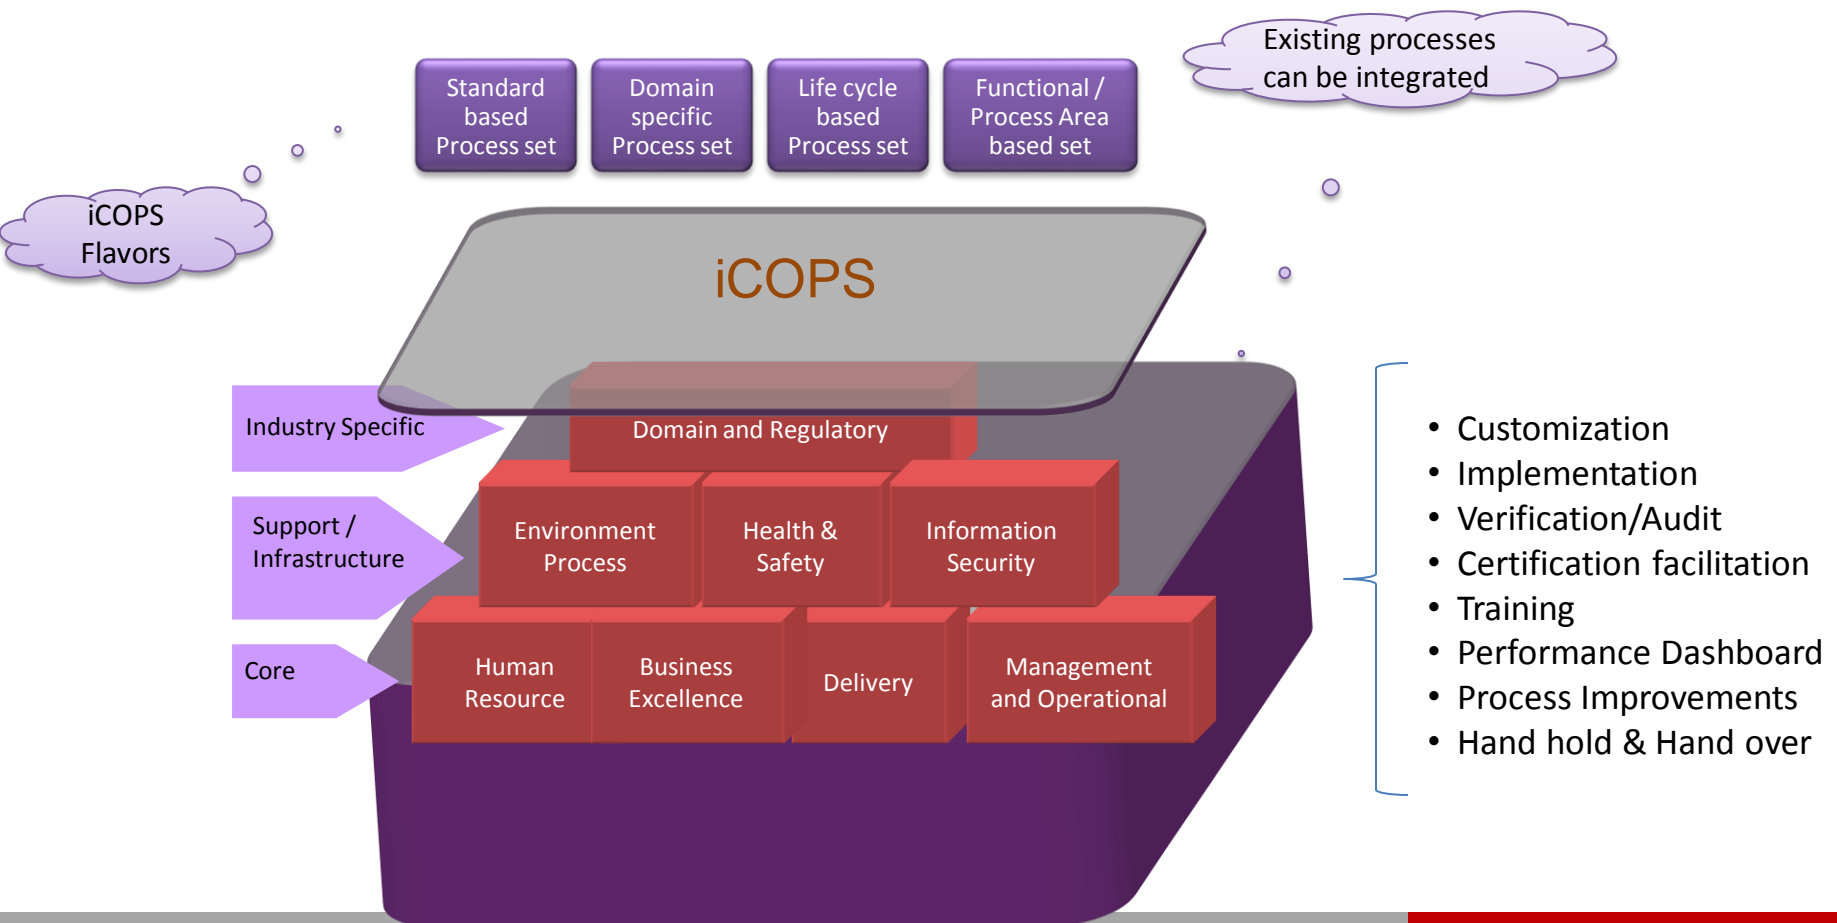 Existing processes
can be integrated
Standard
based
Process set
Domain
specific
Process set
Life cycle
based
Process set
Functional /
Process Area
based set
iCOPS
Flavors
iCOPS
Industry Specific
Domain and Regulatory
Support /
Infrastructure
Environment
Process
Health &
Safety
Information
Security
Core
Human
Resource
Business
Excellence
Delivery
Management
and Operational
• Customization
• Implementation
• Verification/Audit
• Certification facilitation
• Training
• Performance Dashboard
• Process Improvements
• Hand hold & Hand over